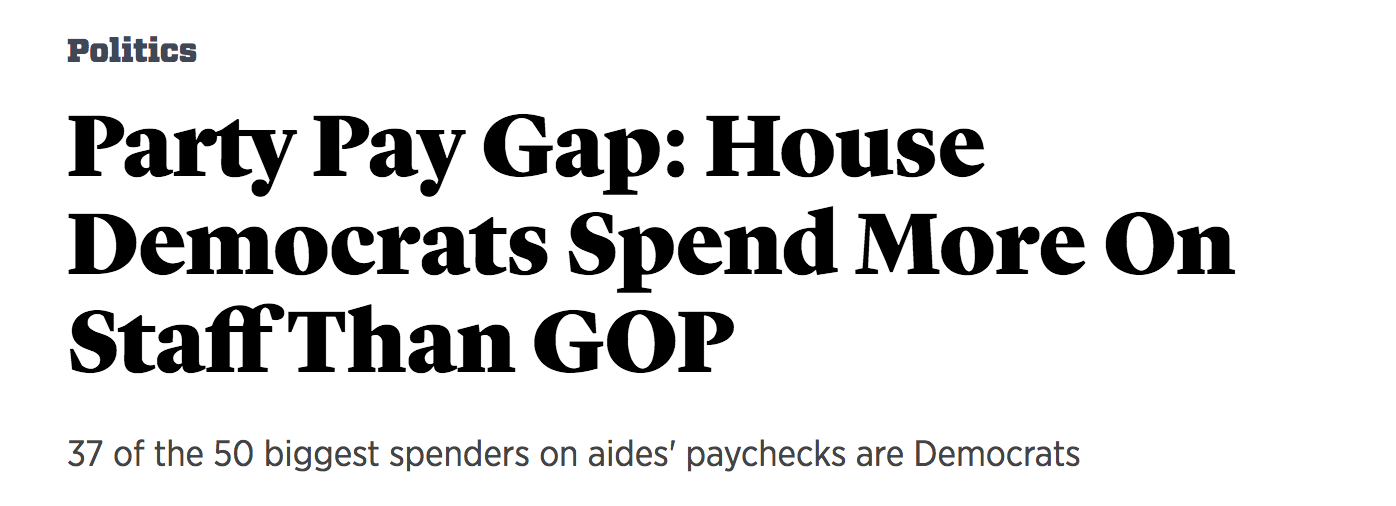 Politics
Party Pay Gap: House
Democrats Spend More On
Staff Than GOP
37 of the 50 biggest spenders on aides' paychecks are Democrats